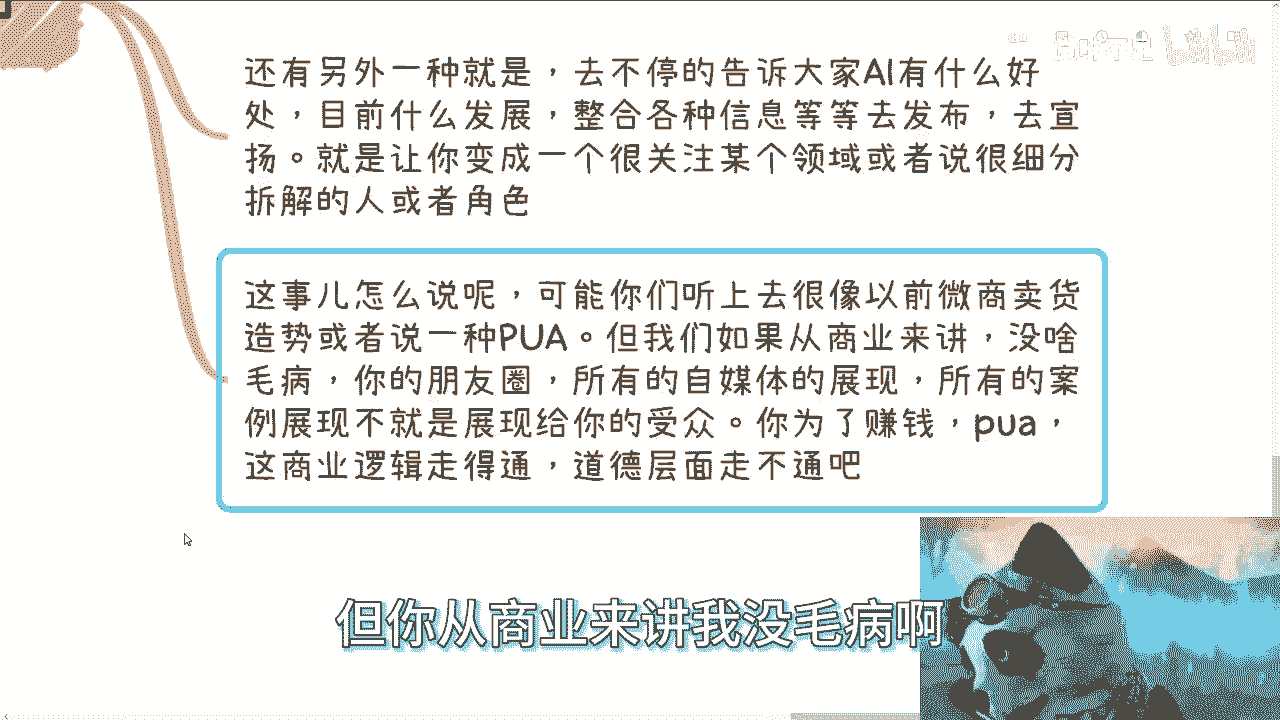 还有另外一种就是，去不停的告诉大家AI有什么好
处，目前什么发展，整合各种信息等等去发布，去宣
扬。就是让你变成一个很关注某个领域或者说很细分
拆解的人或者角色
这事儿怎么说呢，可能你们听上去很像以前微商卖货
造势或者说一种PUA。但我们如果从商业来讲，没啥
毛病，你的朋友圈，所有的自媒体的展现，所有的案
例展现不就是展现给你的受众。你为了赚钱，pua，
这商业逻辑走得通，道德层面走不通吧
但你从商业来讲我没毛病啊